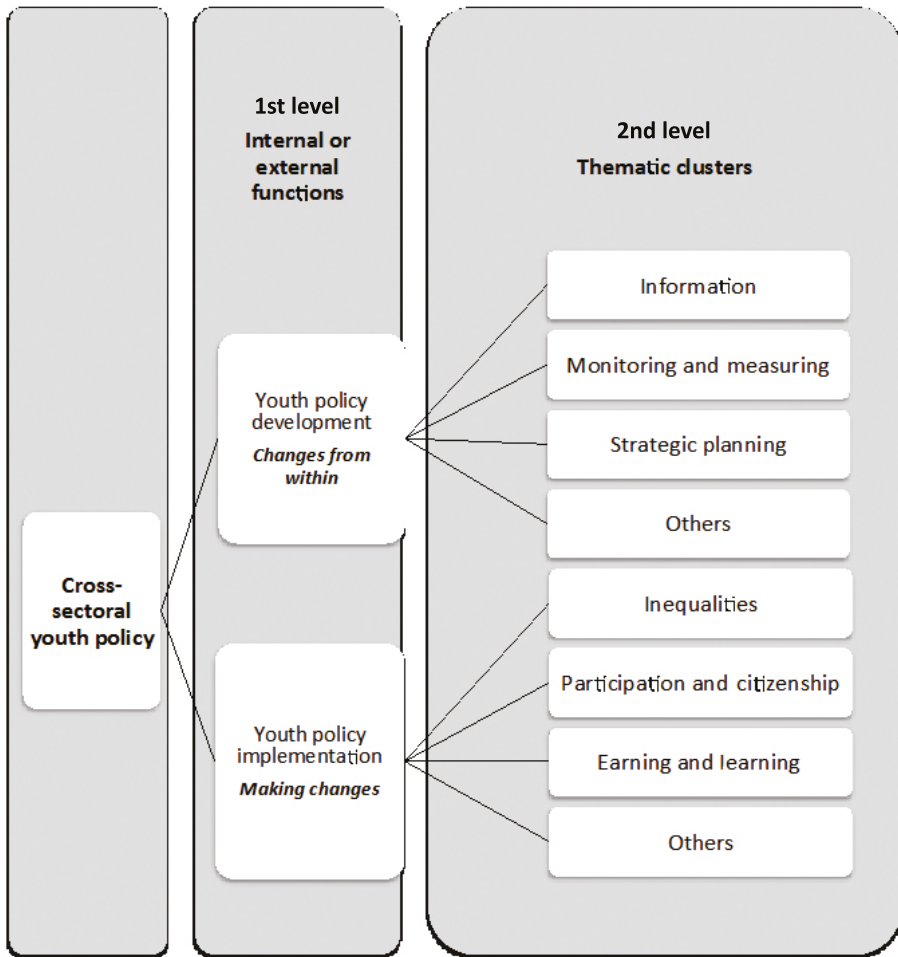 1st level
Internal or
external
functions
2nd level
Thematic clusters
Cross-
sectoral
youth policy
Youth policy
development
Changes from
within
Youth policy
implementation
Making changes
Information
Monitoring and measuring
Strategic planning
Others
Inequalities
Participation and citizenship
Earning and learning
Others